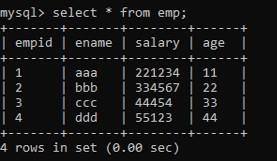 mysql> select * from emp;
+-------+-------+--------+------+
| empid | ename | salary | age  |
+-------+-------+--------+------+
| 1     | aaa   | 221234 | 11   |
| 2     | bbb   | 334567 | 22   |
| 3     | ccc   | 44454  | 33   |
| 4     | ddd   | 55123  | 44   |
+-------+-------+--------+------+
4 rows in set (0.00 sec)